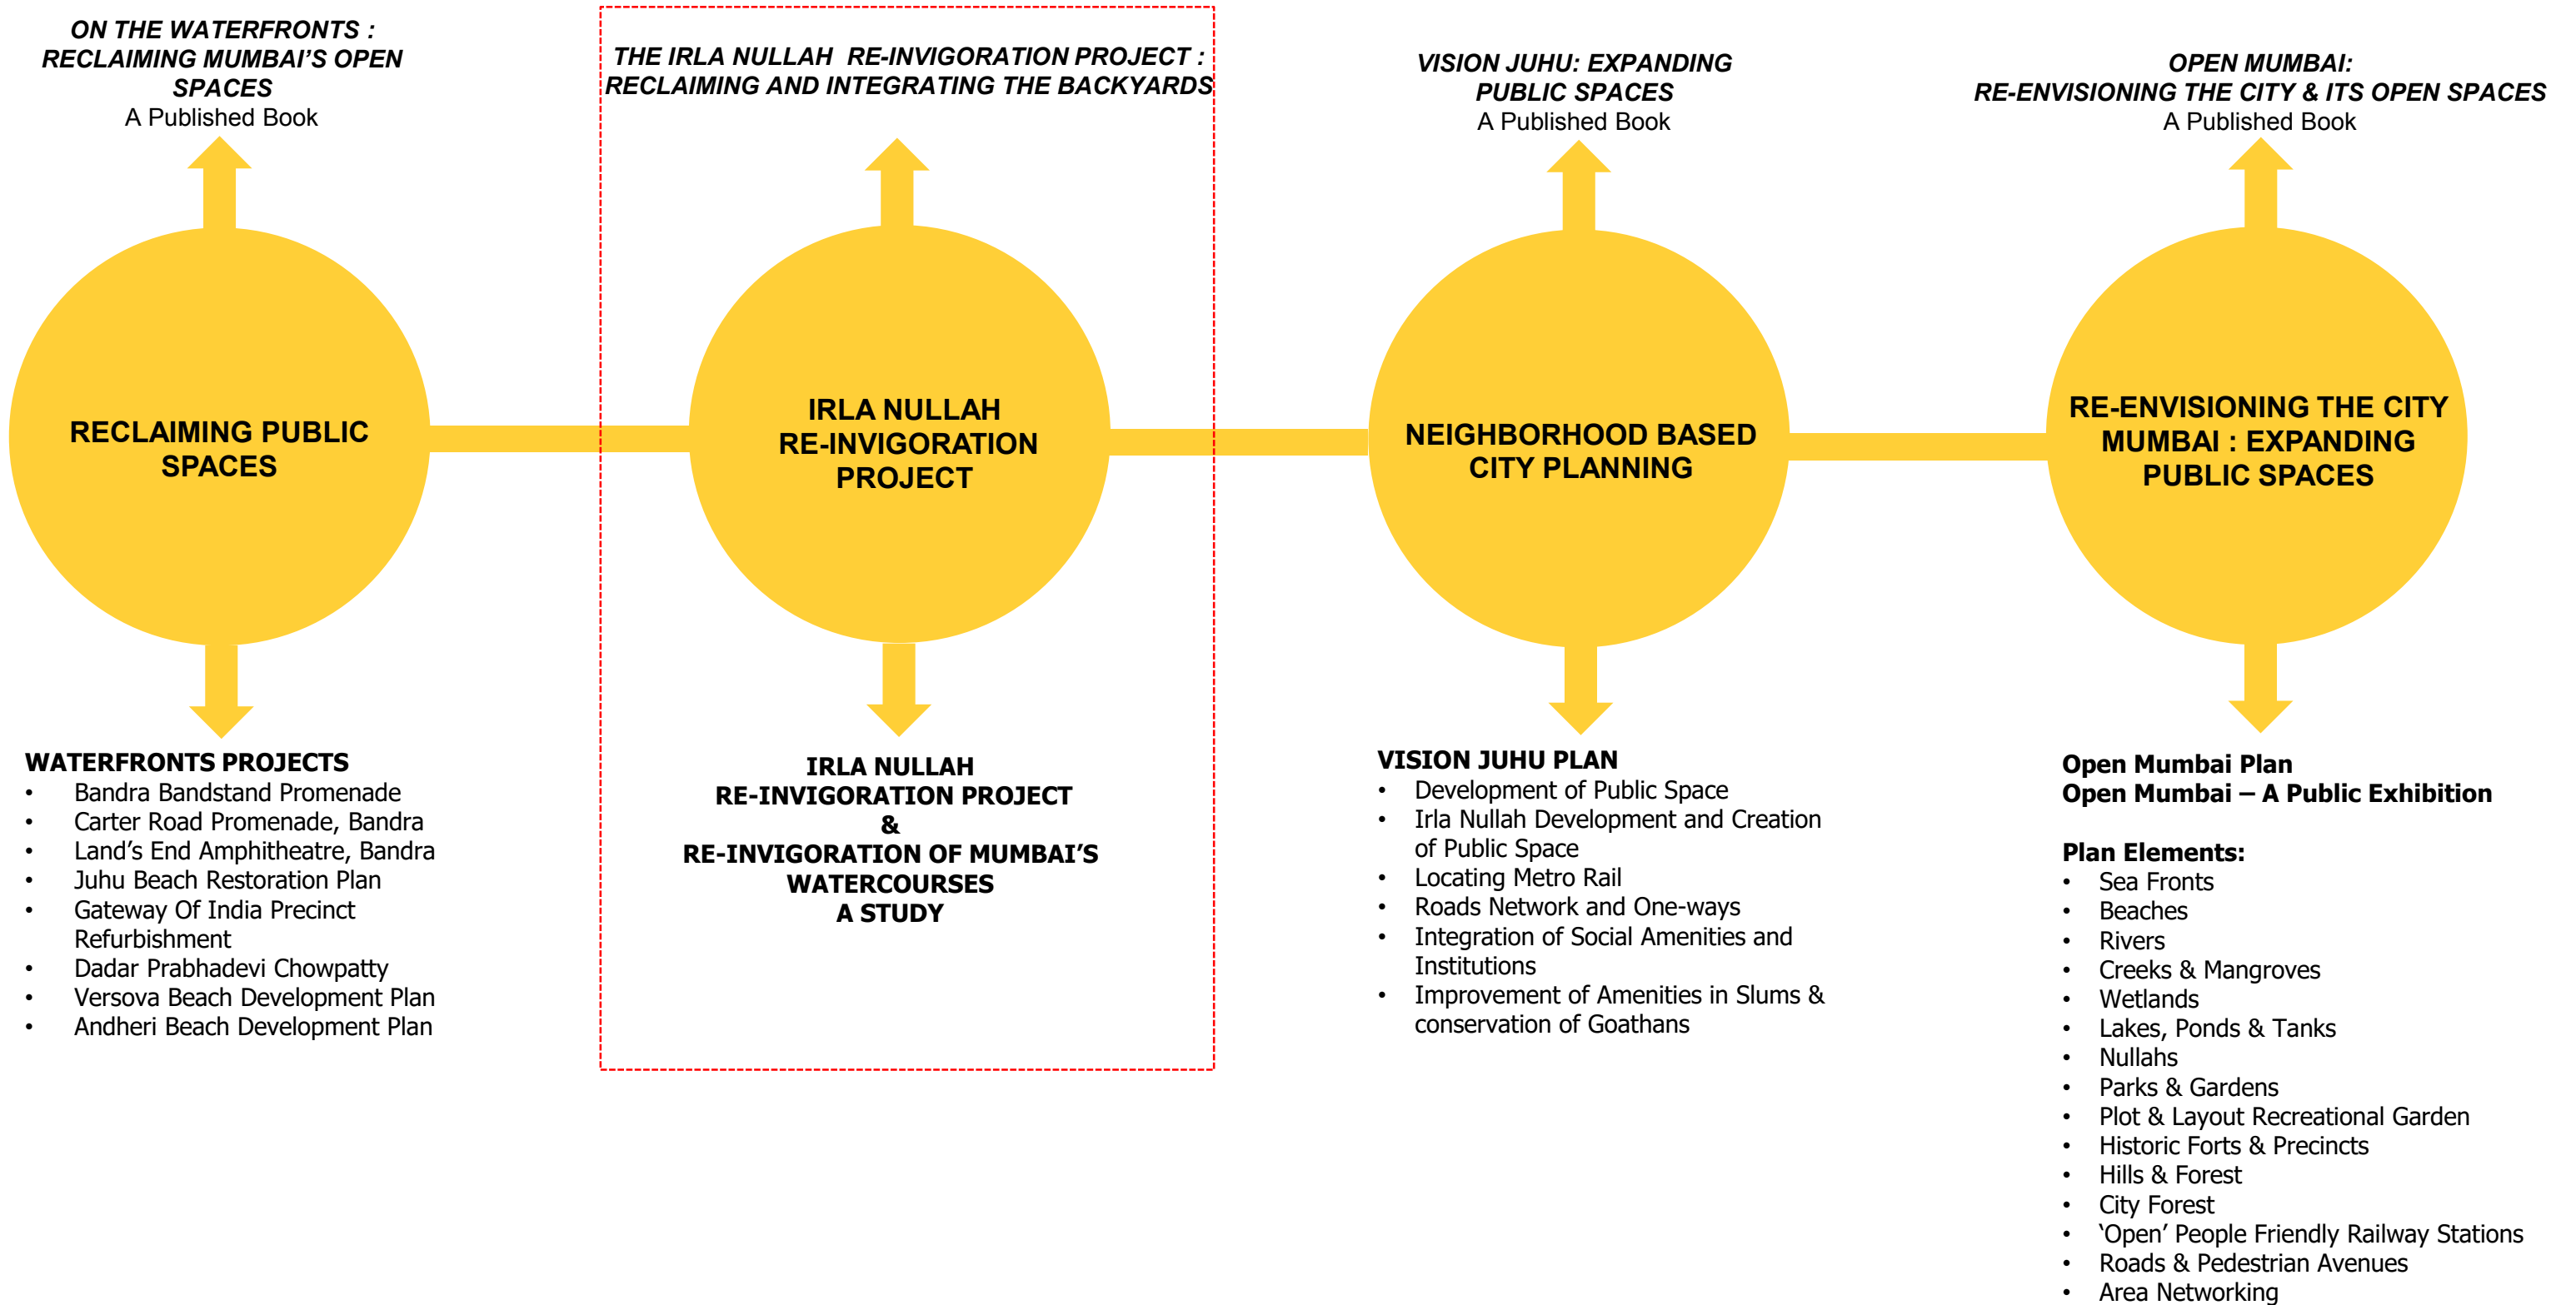 ON THE WATERFRONTS :
RECLAIMING MUMBAI’S OPEN
SPACES
A Published Book
RECLAIMING PUBLIC
SPACES
WATERFRONTS PROJECTS
• Bandra Bandstand Promenade
• Carter Road Promenade, Bandra
• Land’s End Amphitheatre, Bandra
• Juhu Beach Restoration Plan
• Gateway Of India Precinct
Refurbishment
• Dadar Prabhadevi Chowpatty
• Versova Beach Development Plan
• Andheri Beach Development Plan
THE IRLA NULLAH RE-INVIGORATION PROJECT :
RECLAIMING AND INTEGRATING THE BACKYARDS
IRLA NULLAH
RE-INVIGORATION
PROJECT
IRLA NULLAH
RE-INVIGORATION PROJECT
&
RE-INVIGORATION OF MUMBAI’S
WATERCOURSES
A STUDY
VISION JUHU: EXPANDING
PUBLIC SPACES
A Published Book
NEIGHBORHOOD BASED
CITY PLANNING
VISION JUHU PLAN
• Development of Public Space
• Irla Nullah Development and Creation
of Public Space
• Locating Metro Rail
• Roads Network and One-ways
• Integration of Social Amenities and
Institutions
• Improvement of Amenities in Slums &
conservation of Goathans
OPEN MUMBAI:
RE-ENVISIONING THE CITY & ITS OPEN SPACES
A Published Book
RE-ENVISIONING THE CITY
MUMBAI : EXPANDING
PUBLIC SPACES
Open Mumbai Plan
Open Mumbai – A Public Exhibition
Plan Elements:
• Sea Fronts
• Beaches
• Rivers
• Creeks & Mangroves
• Wetlands
• Lakes, Ponds & Tanks
• Nullahs
• Parks & Gardens
• Plot & Layout Recreational Garden
• Historic Forts & Precincts
• Hills & Forest
• City Forest
• ‘Open’ People Friendly Railway Stations
• Roads & Pedestrian Avenues
• Area Networking